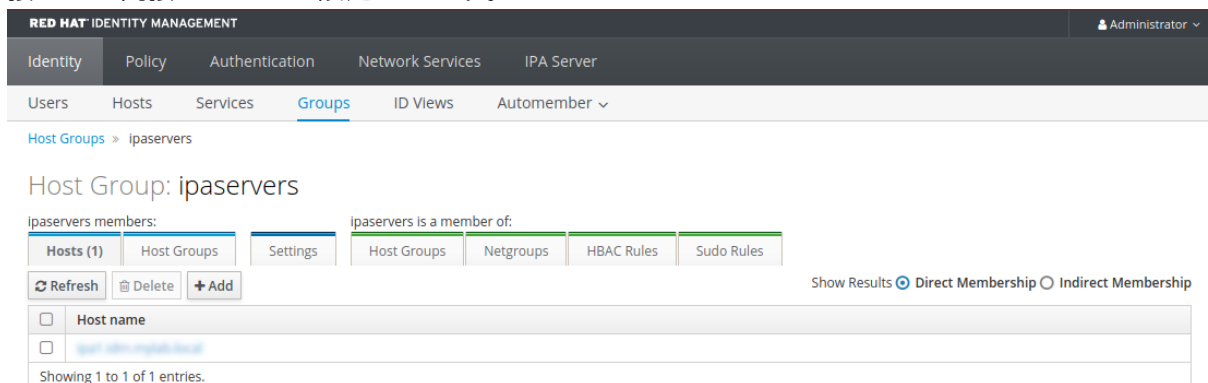 RED HAT® IDENTITY MANAGEMENT
Administrator
Identity Policy Authentication Network Services IPA Server
Users Hosts Services Groups ID Views Automember
Host Groups » ipaservers
Host Group: ipaservers
ipaservers members: ipaservers is a member of:
Hosts (1) Host Groups Settings Host Groups Netgroups HBAC Rules Sudo Rules
Refresh Delete Add Show Results Direct Membership Indirect Membership
Host name
Showing 1 to 1 of 1 entries.